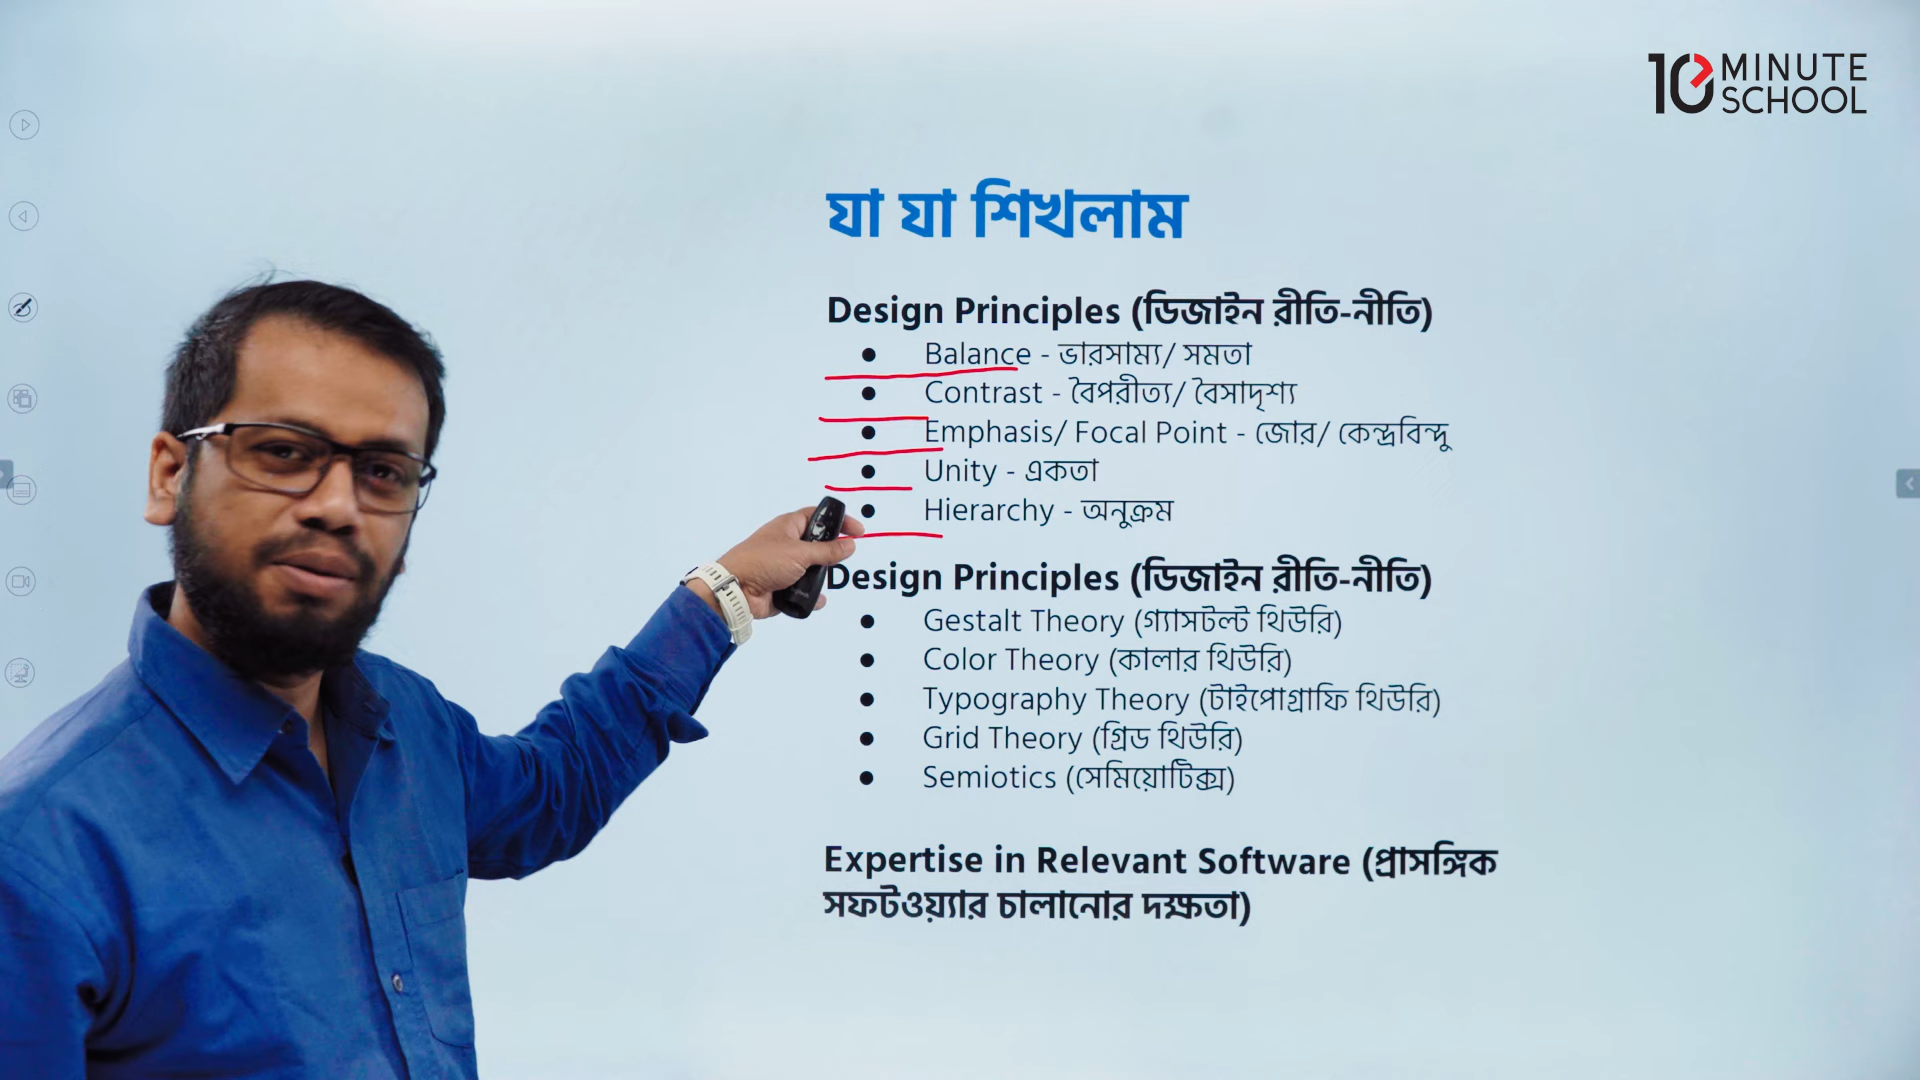 10 MINUTE
SCHOOL
যা যা শিখলাম
Design Principles (ডিজাইন রীতি-নীতি)
● Balance - ভারসাম্য/ সমতা
● Contrast - বৈপরীত্য/ বৈসাদৃশ্য
● Emphasis/ Focal Point - জোর/ কেন্দ্রবিন্দু
● Unity - একতা
● Hierarchy - অনুক্রম
Design Principles (ডিজাইন রীতি-নীতি)
● Gestalt Theory (গ্যাসটল্ট থিউরি)
● Color Theory (কালার থিউরি)
● Typography Theory (টাইপোগ্রাফি থিউরি)
● Grid Theory (গ্রিড থিউরি)
● Semiotics (সেমিয়োটিক্স)
Expertise in Relevant Software (প্রাসঙ্গিক
সফটওয়্যার চালানোর দক্ষতা)